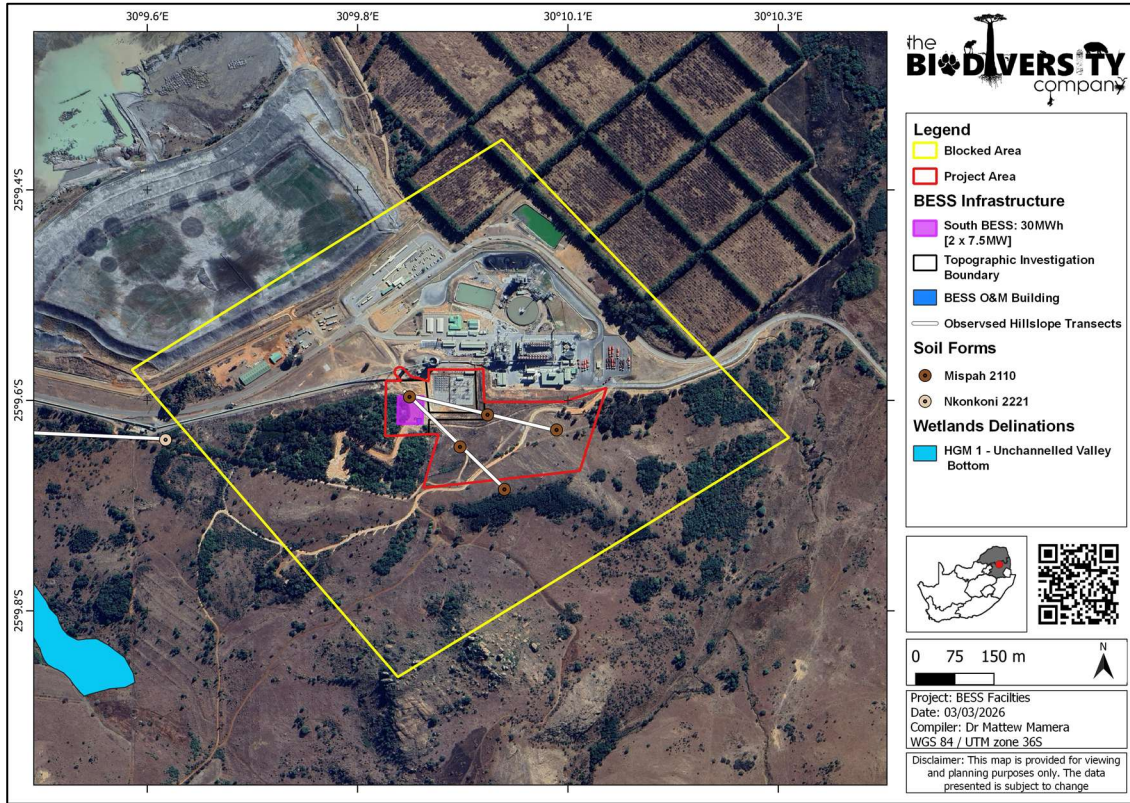 30°9.6'E 30°9.8'E 30°10.1'E 30°10.3'E
25°9.4'S
25°9.6'S
25°9.8'S
the
BIODIVERSITY
company
Legend
Blocked Area
Project Area
BESS Infrastructure
South BESS: 30MWh
[2 x 7.5MW]
Topographic Investigation
Boundary
BESS O&M Building
Obsevsed Hillslope Transects
Soil Forms
Mispah 2110
Nkonkoni 2221
Wetlands Delinations
HGM 1 - Unchannelled Valley
Bottom
0 75 150 m
N
Project: BESS Facilties
Date: 03/03/2026
Compiler: Dr Mattew Mamera
WGS 84 / UTM zone 36S
Disclaimer: This map is provided for viewing
and planning purposes only. The data
presented is subject to change